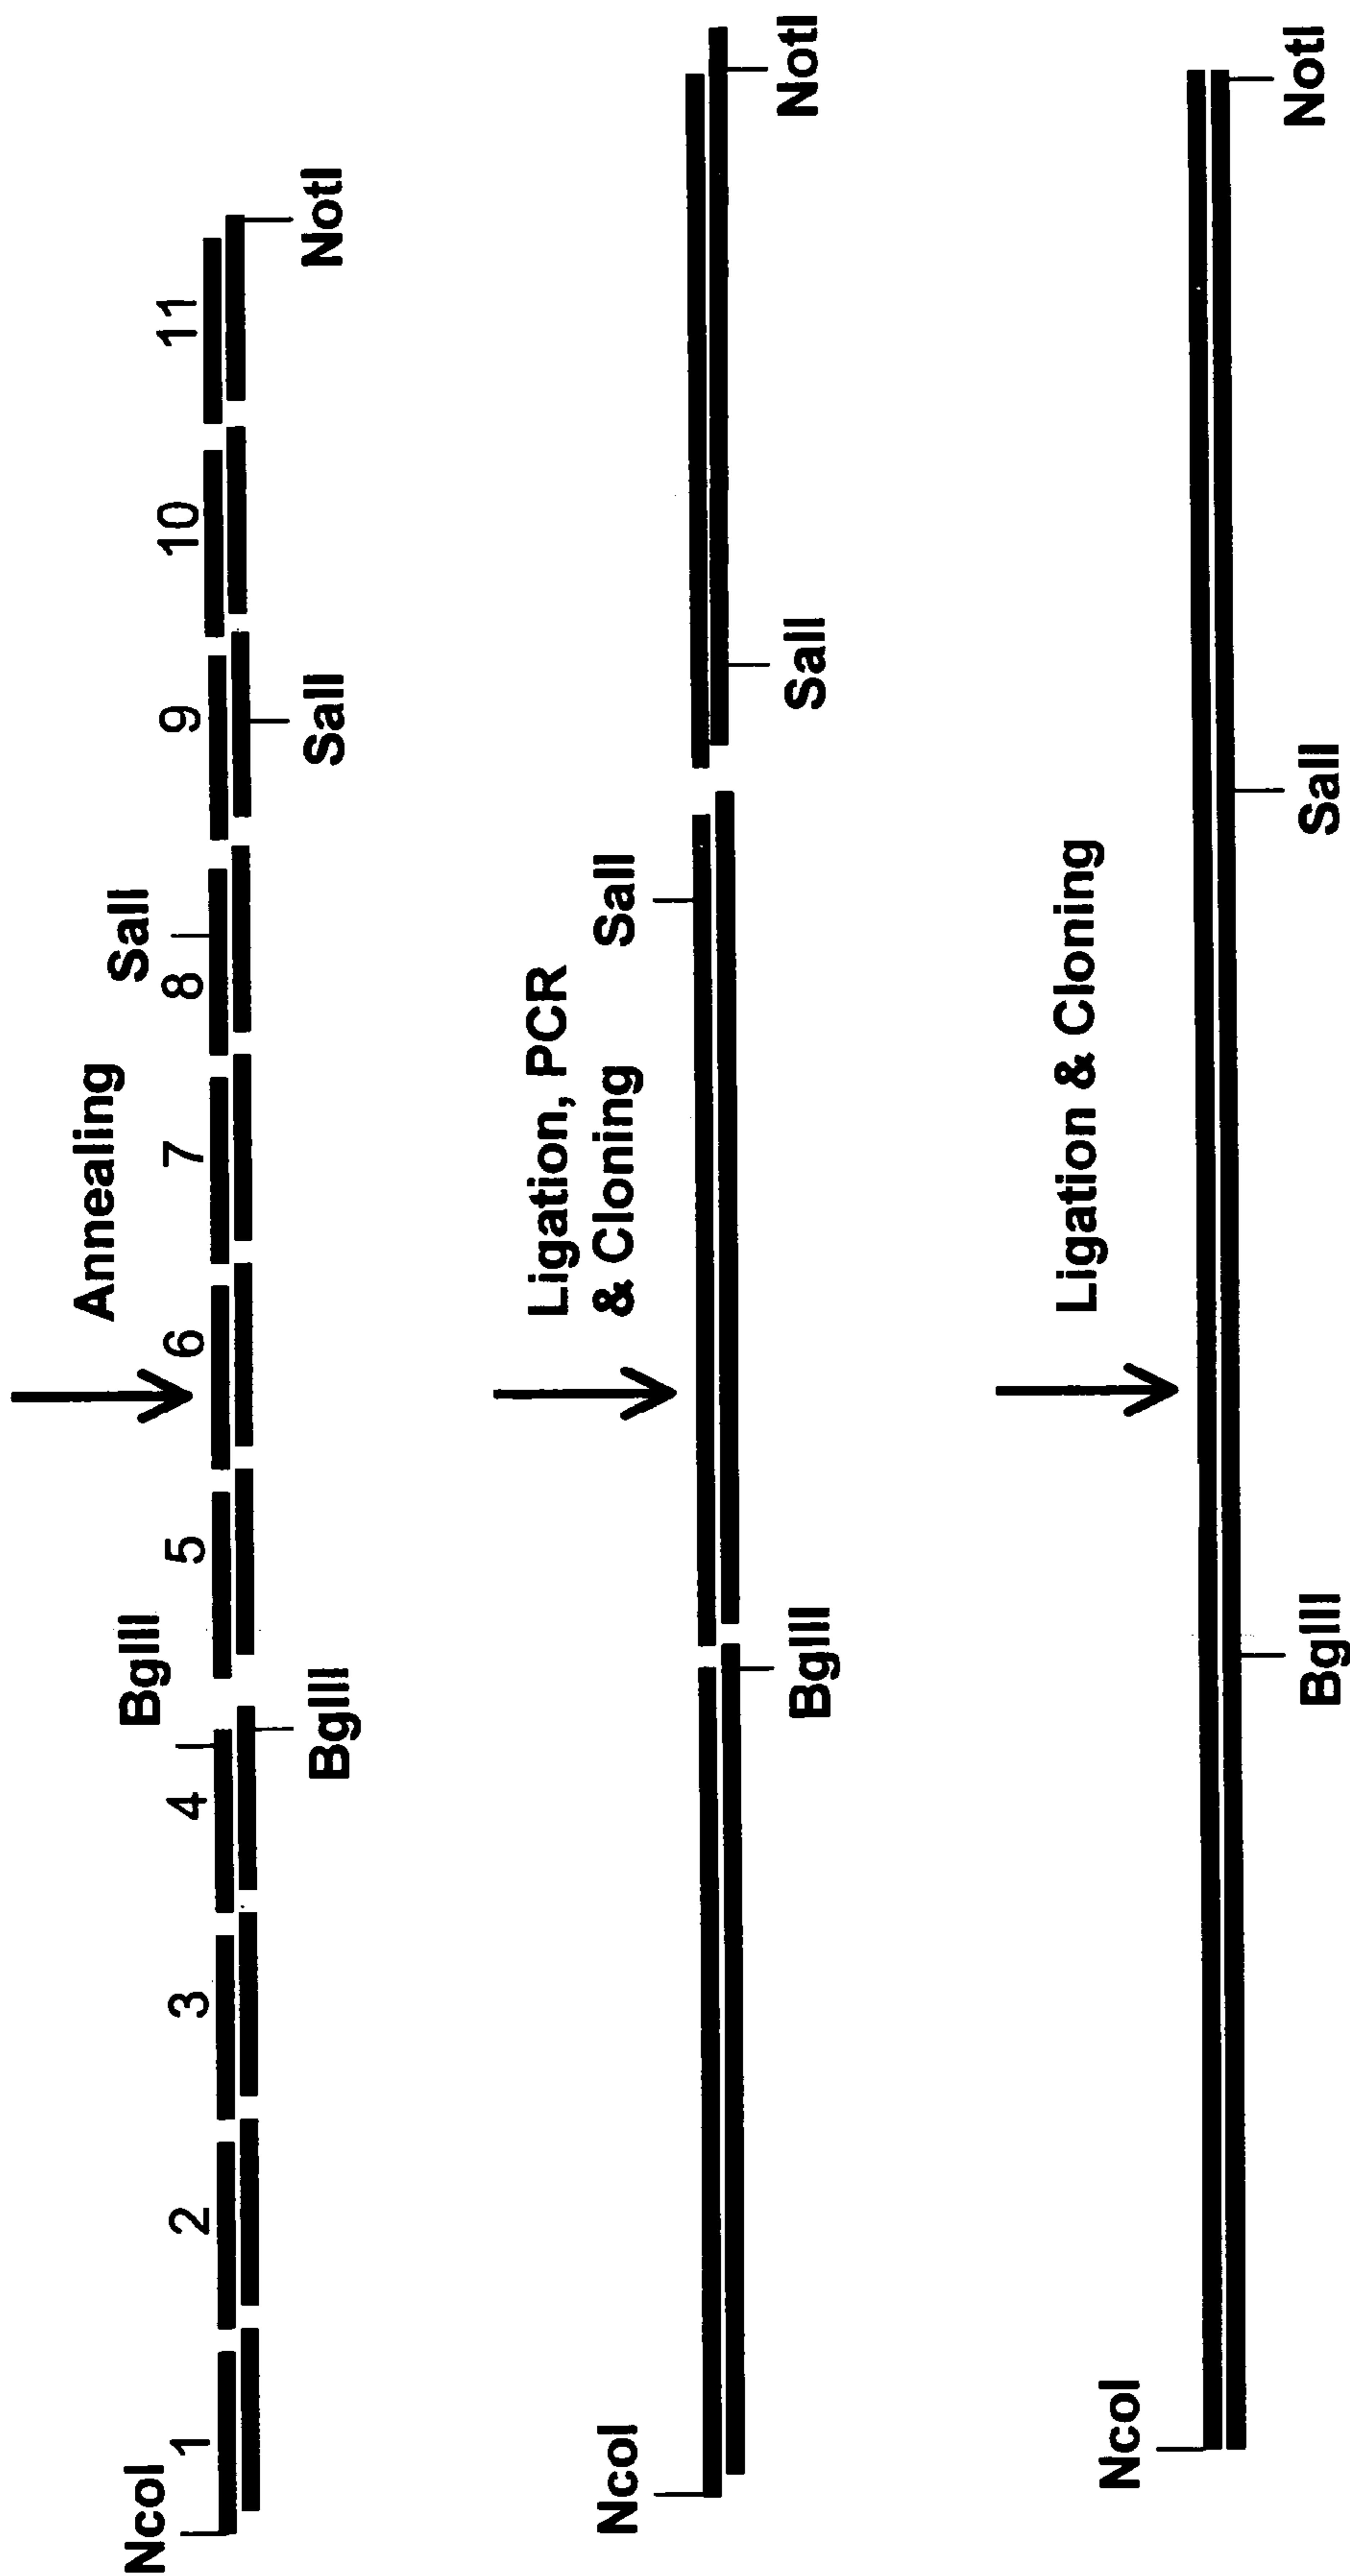 Annealing
NcoI
BglII
SalI
1 2 3 4 5 6 7 8 9 10 11
BglII
SalI
NotI
Ligation, PCR
& Cloning
NcoI
SalI
BglII
SalI
NotI
Ligation & Cloning
NcoI
BglII
SalI
NotI